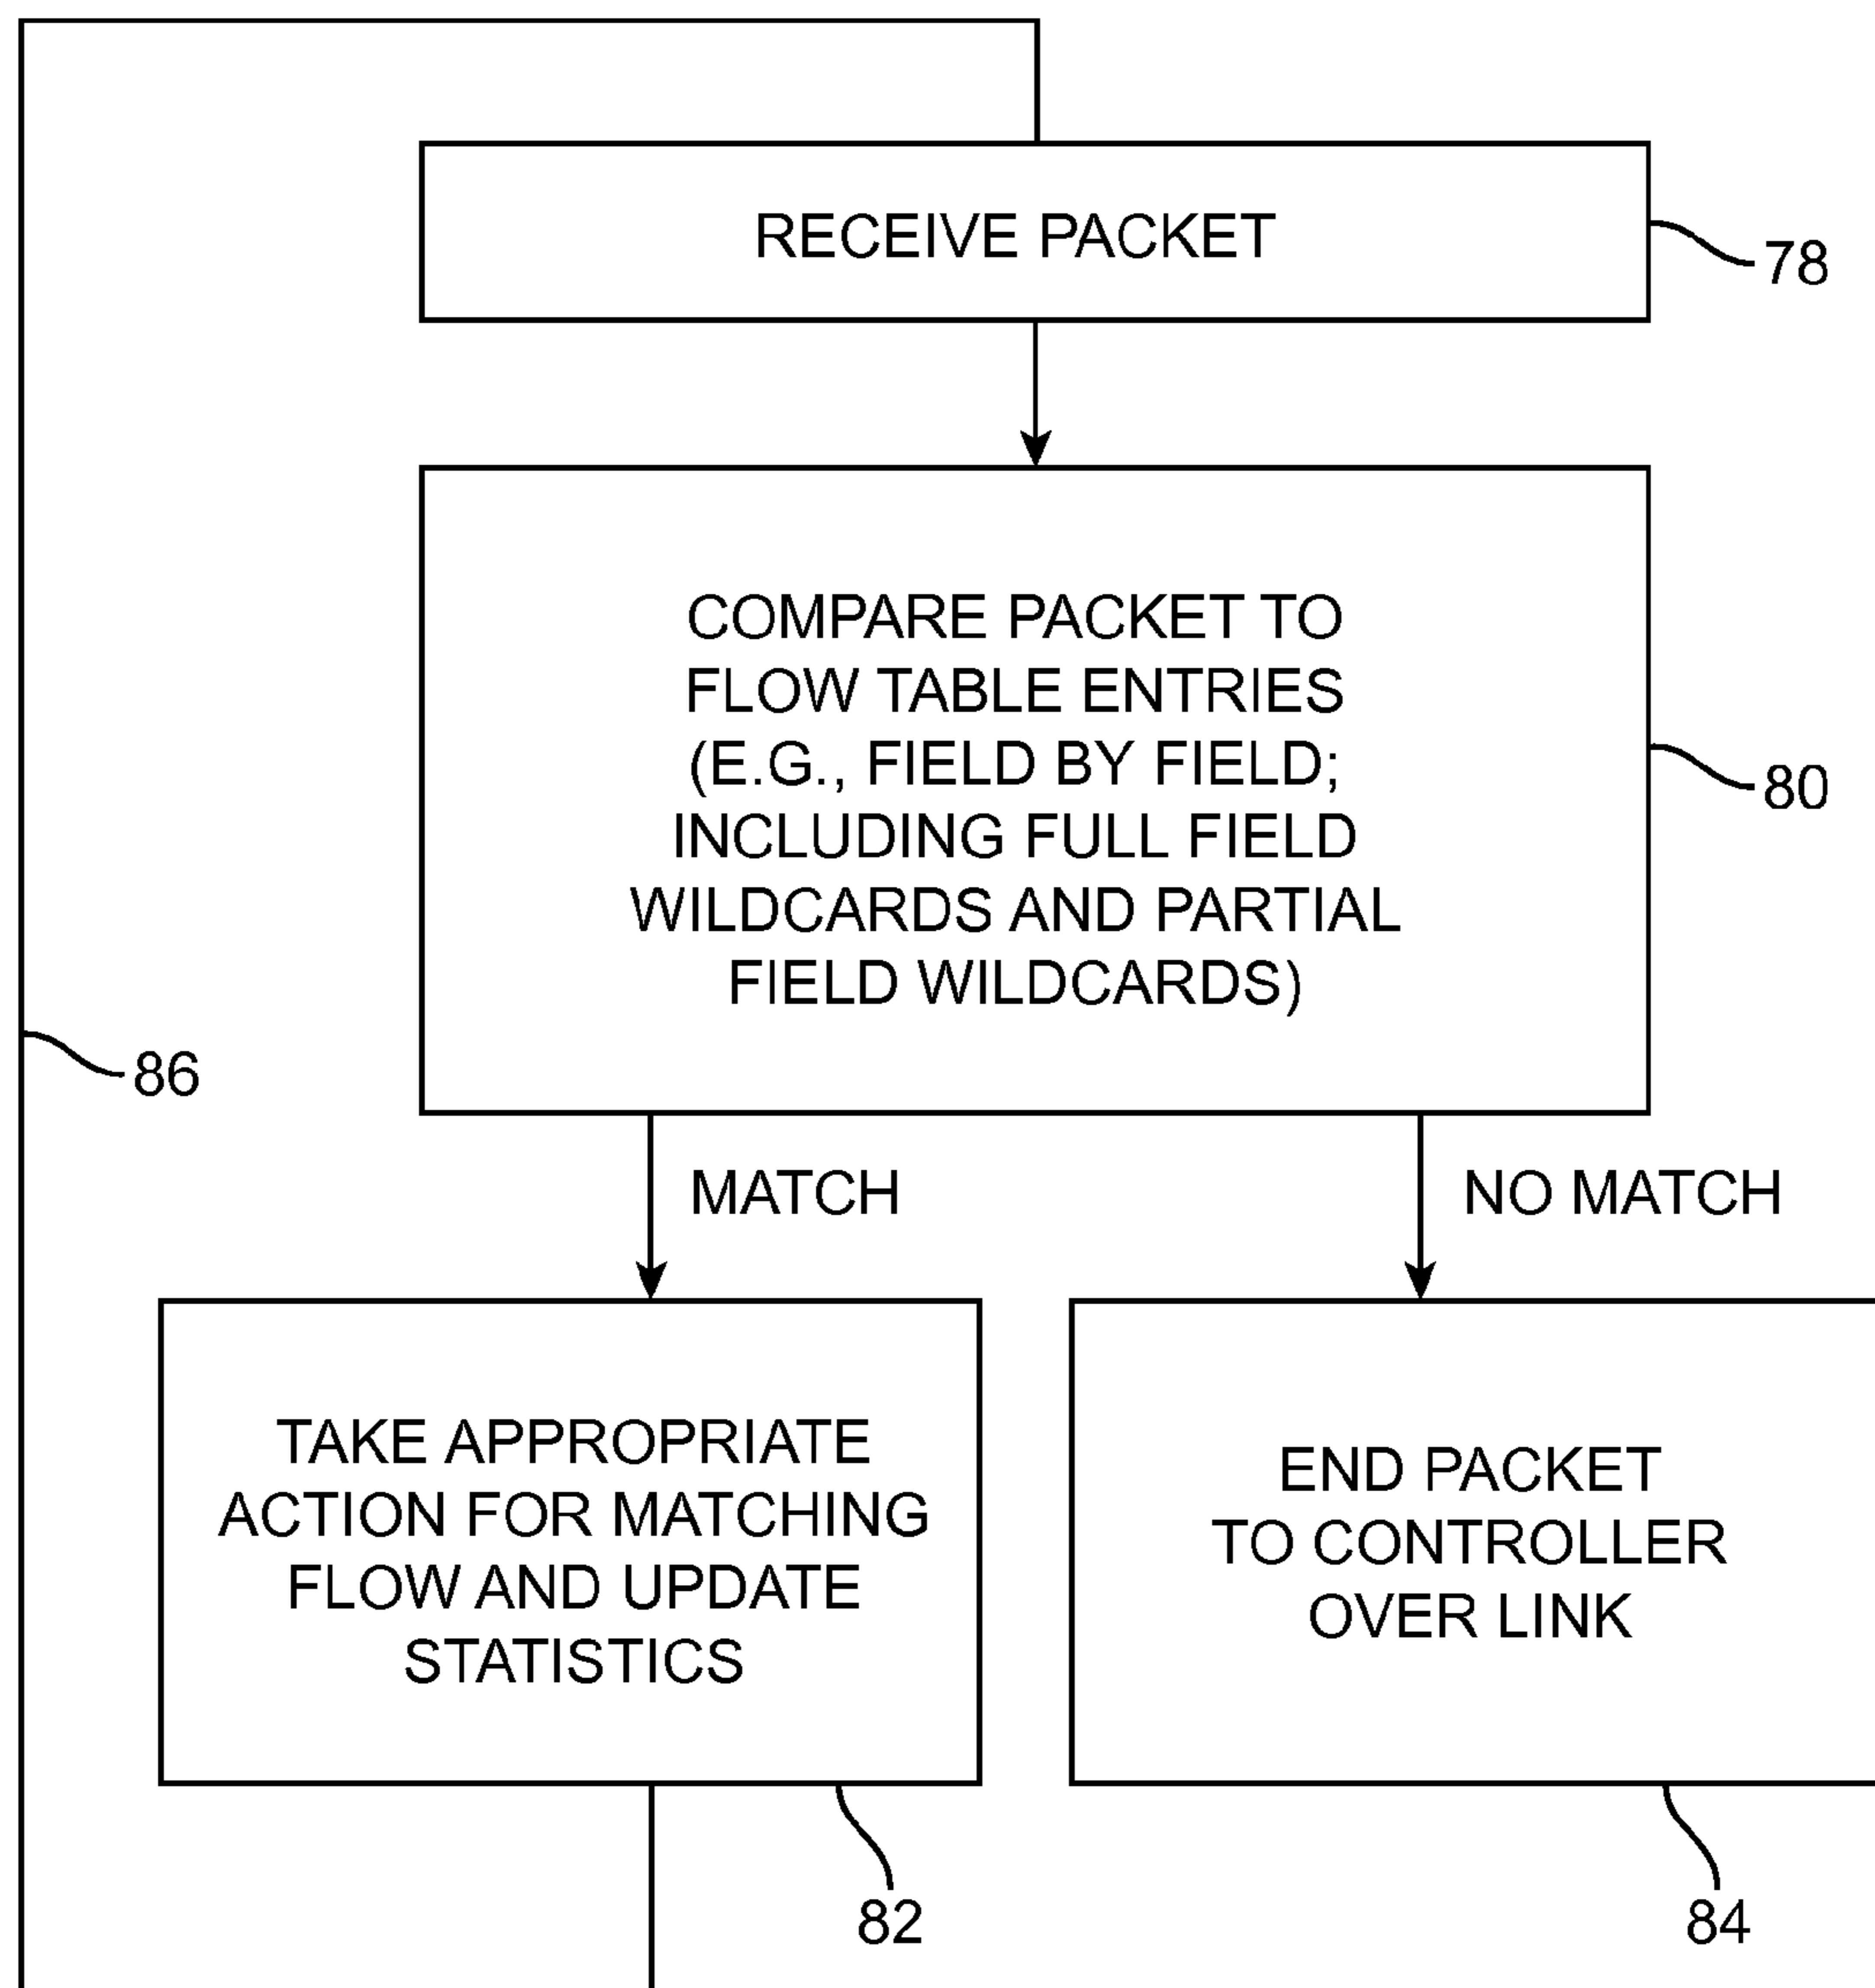 RECEIVE PACKET
78
COMPARE PACKET TO
FLOW TABLE ENTRIES
(E.G., FIELD BY FIELD;
INCLUDING FULL FIELD
WILDCARDS AND PARTIAL
FIELD WILDCARDS)
80
86
MATCH
NO MATCH
TAKE APPROPRIATE
ACTION FOR MATCHING
FLOW AND UPDATE
STATISTICS
END PACKET
TO CONTROLLER
OVER LINK
82
84